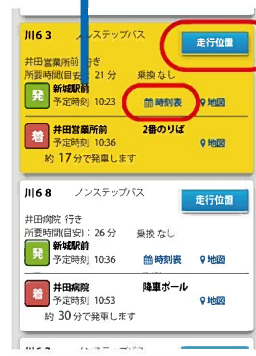 川63 ノンステップバス 走行位置
井田営業所前 行き
所要時間(目安): 21 分 乗換 なし
発 新城駅前
予定時刻 10:23 時刻表 地図
着 井田営業所前 2番のりば
予定時刻 10:36 地図
約 17分で発車します
川68 ノンステップバス 走行位置
井田病院 行き
所要時間(目安): 26 分 乗換 なし
発 新城駅前
予定時刻 10:36 時刻表 地図
着 井田病院 降車ポール
予定時刻 10:53 地図
約 30分で発車します